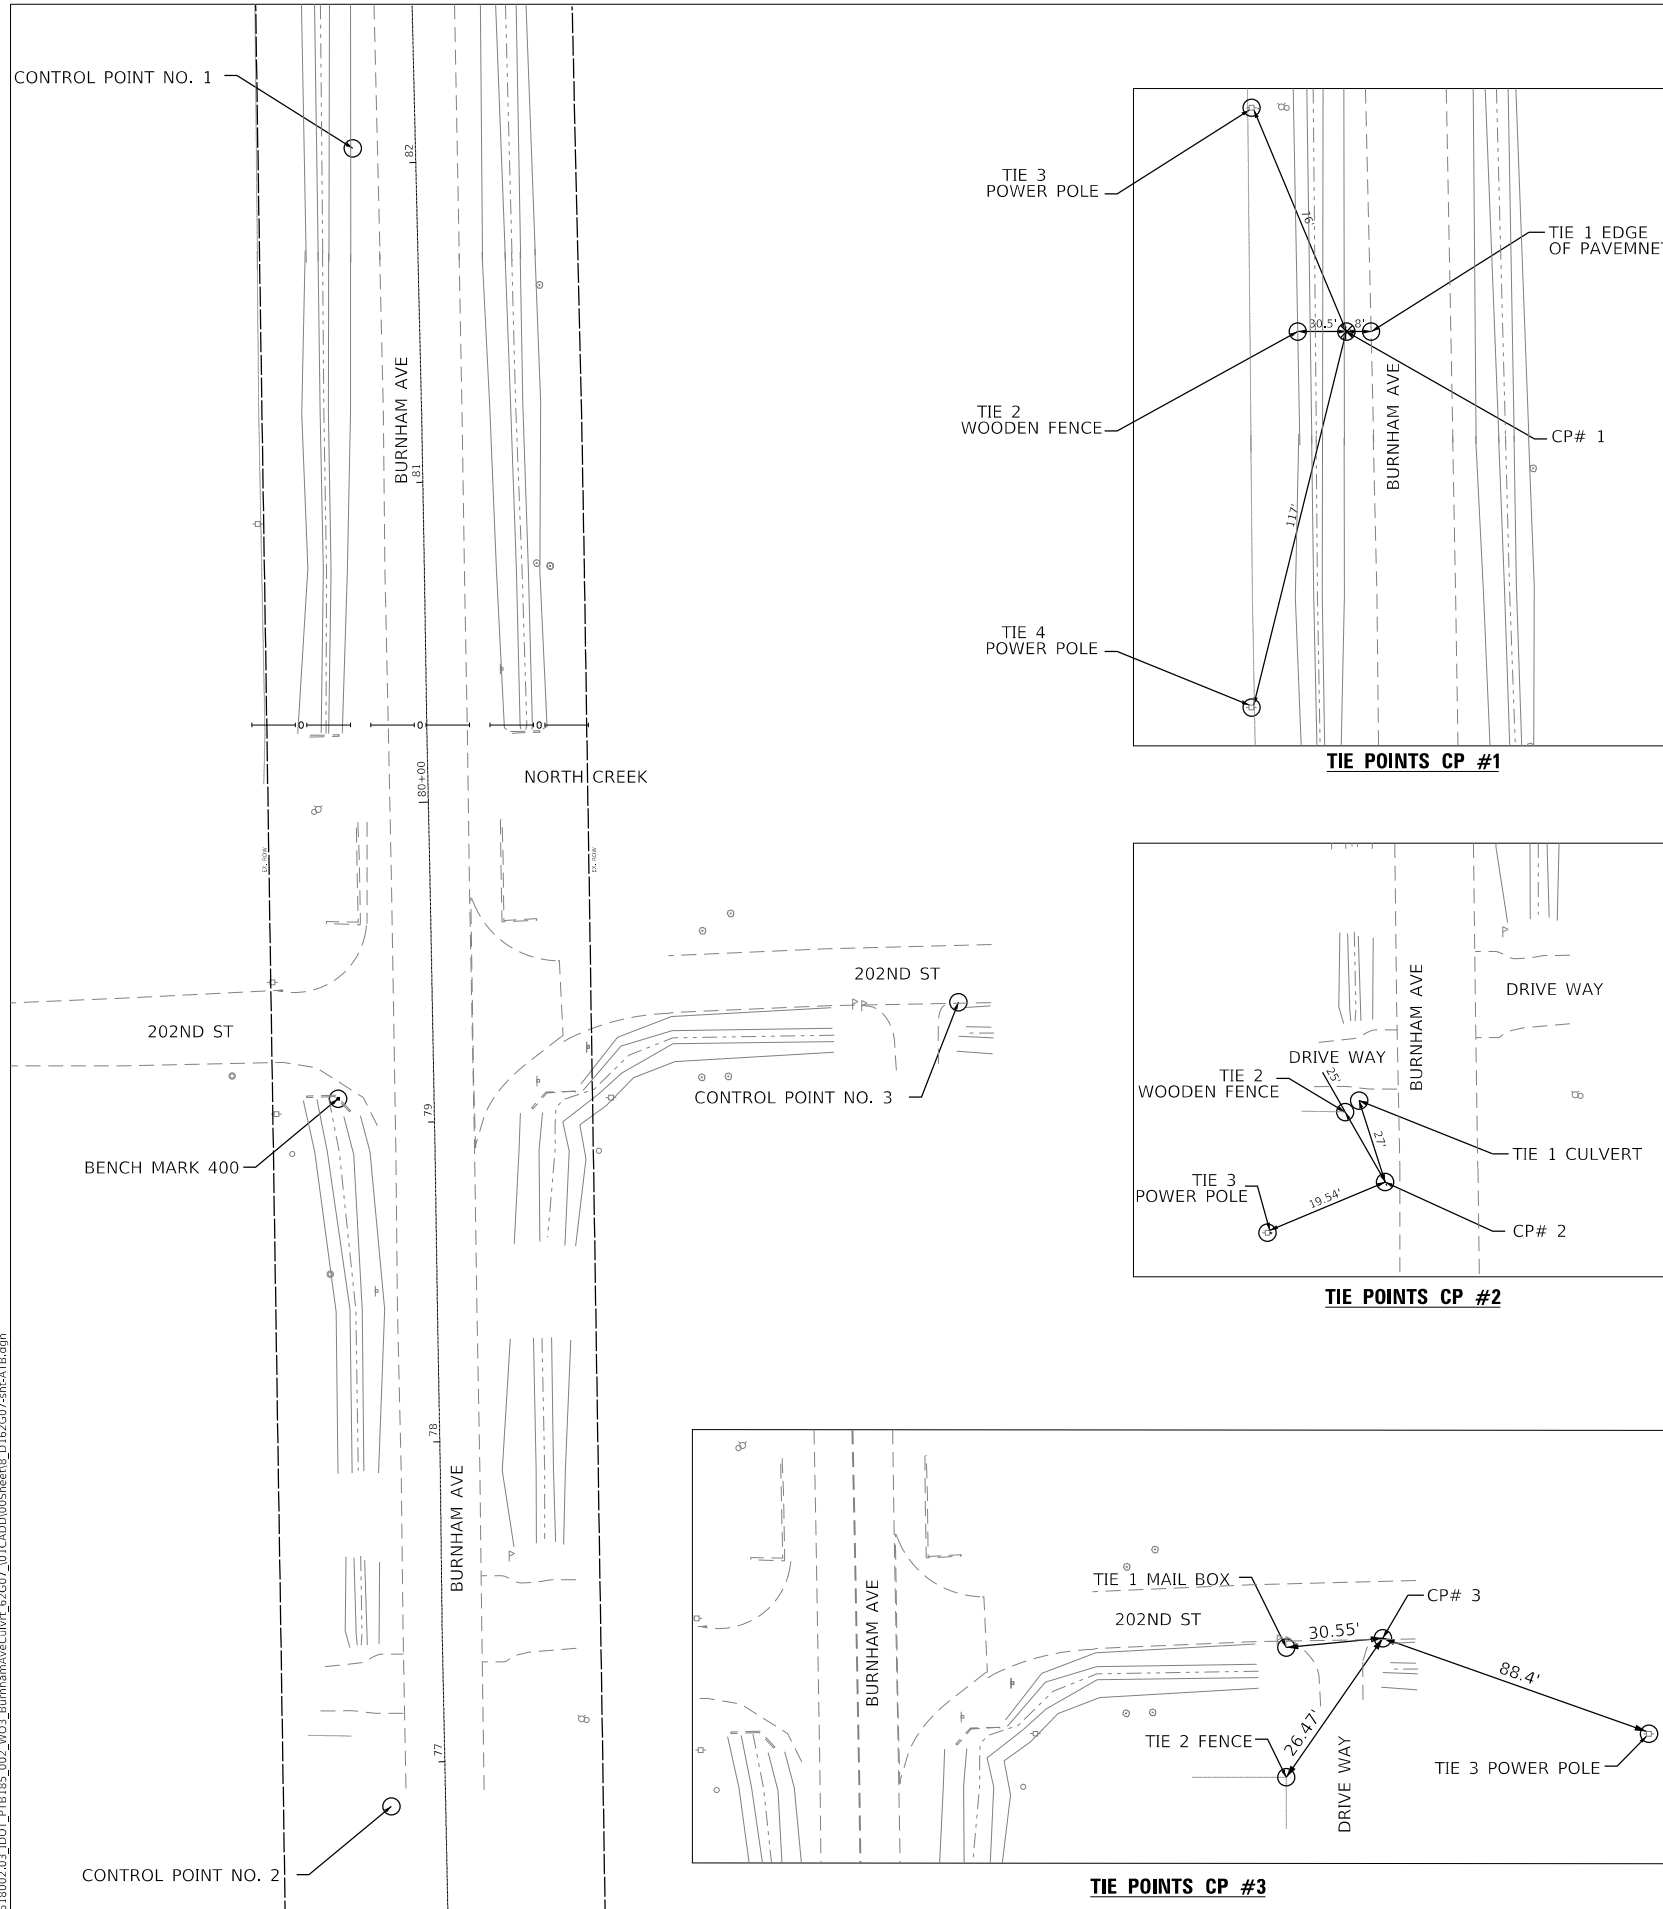 CONTROL POINT NO. 1
82
BURNHAM AVE
81
NORTH CREEK
80+00
EX. ROW
EX. ROW
202ND ST
202ND ST
CONTROL POINT NO. 3
79
BENCH MARK 400
78
BURNHAM AVE
77
CONTROL POINT NO. 2
TIE 3
POWER POLE
76'
TIE 1 EDGE
30.5'
8'
TIE 2
WOODEN FENCE
BURNHAM AVE
CP# 1
117'
TIE 4
POWER POLE
TIE POINTS CP #1
BURNHAM AVE
DRIVE WAY
DRIVE WAY
TIE 2
WOODEN FENCE
25'
27'
TIE 1 CULVERT
TIE 3
POWER POLE
19.54'
CP# 2
TIE POINTS CP #2
TIE 1 MAIL BOX
CP# 3
202ND ST
30.55'
BURNHAM AVE
88.4'
26.47'
TIE 2 FENCE
DRIVE WAY
TIE 3 POWER POLE
TIE POINTS CP #3